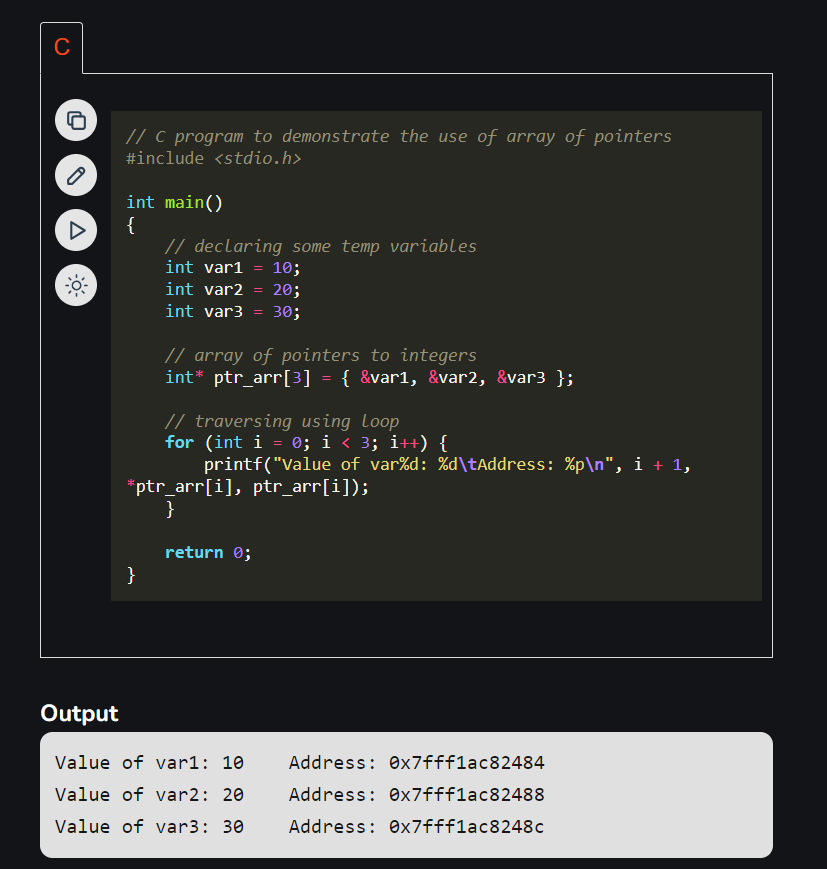 C
// C program to demonstrate the use of array of pointers
#include <stdio.h>
int main()
{
    // declaring some temp variables
    int var1 = 10;
    int var2 = 20;
    int var3 = 30;
    // array of pointers to integers
    int* ptr_arr[3] = { &var1, &var2, &var3 };
    // traversing using loop
    for (int i = 0; i < 3; i++) {
        printf("Value of var%d: %d\tAddress: %p\n", i + 1,
*ptr_arr[i], ptr_arr[i]);
    }
    return 0;
}
Output
Value of var1: 10    Address: 0x7fff1ac82484
Value of var2: 20    Address: 0x7fff1ac82488
Value of var3: 30    Address: 0x7fff1ac8248c